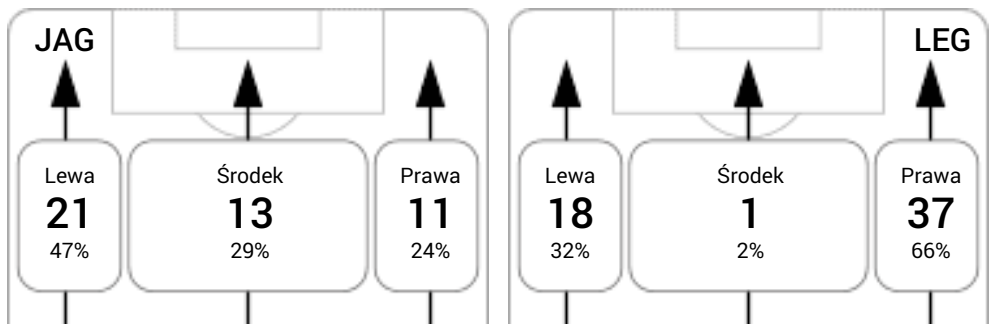 JAG
Lewa
21
47%
Środek
13
29%
Prawa
11
24%
LEG
Lewa
18
32%
Środek
1
2%
Prawa
37
66%